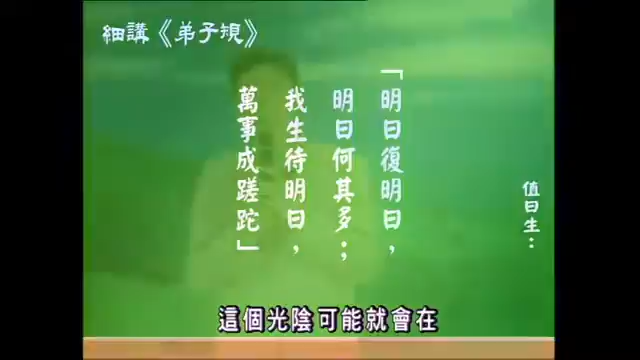 細講《弟子規》
「明日復明日，
明日何其多；
我生待明日，
萬事成蹉跎」
值日生：
這個光陰可能就會在